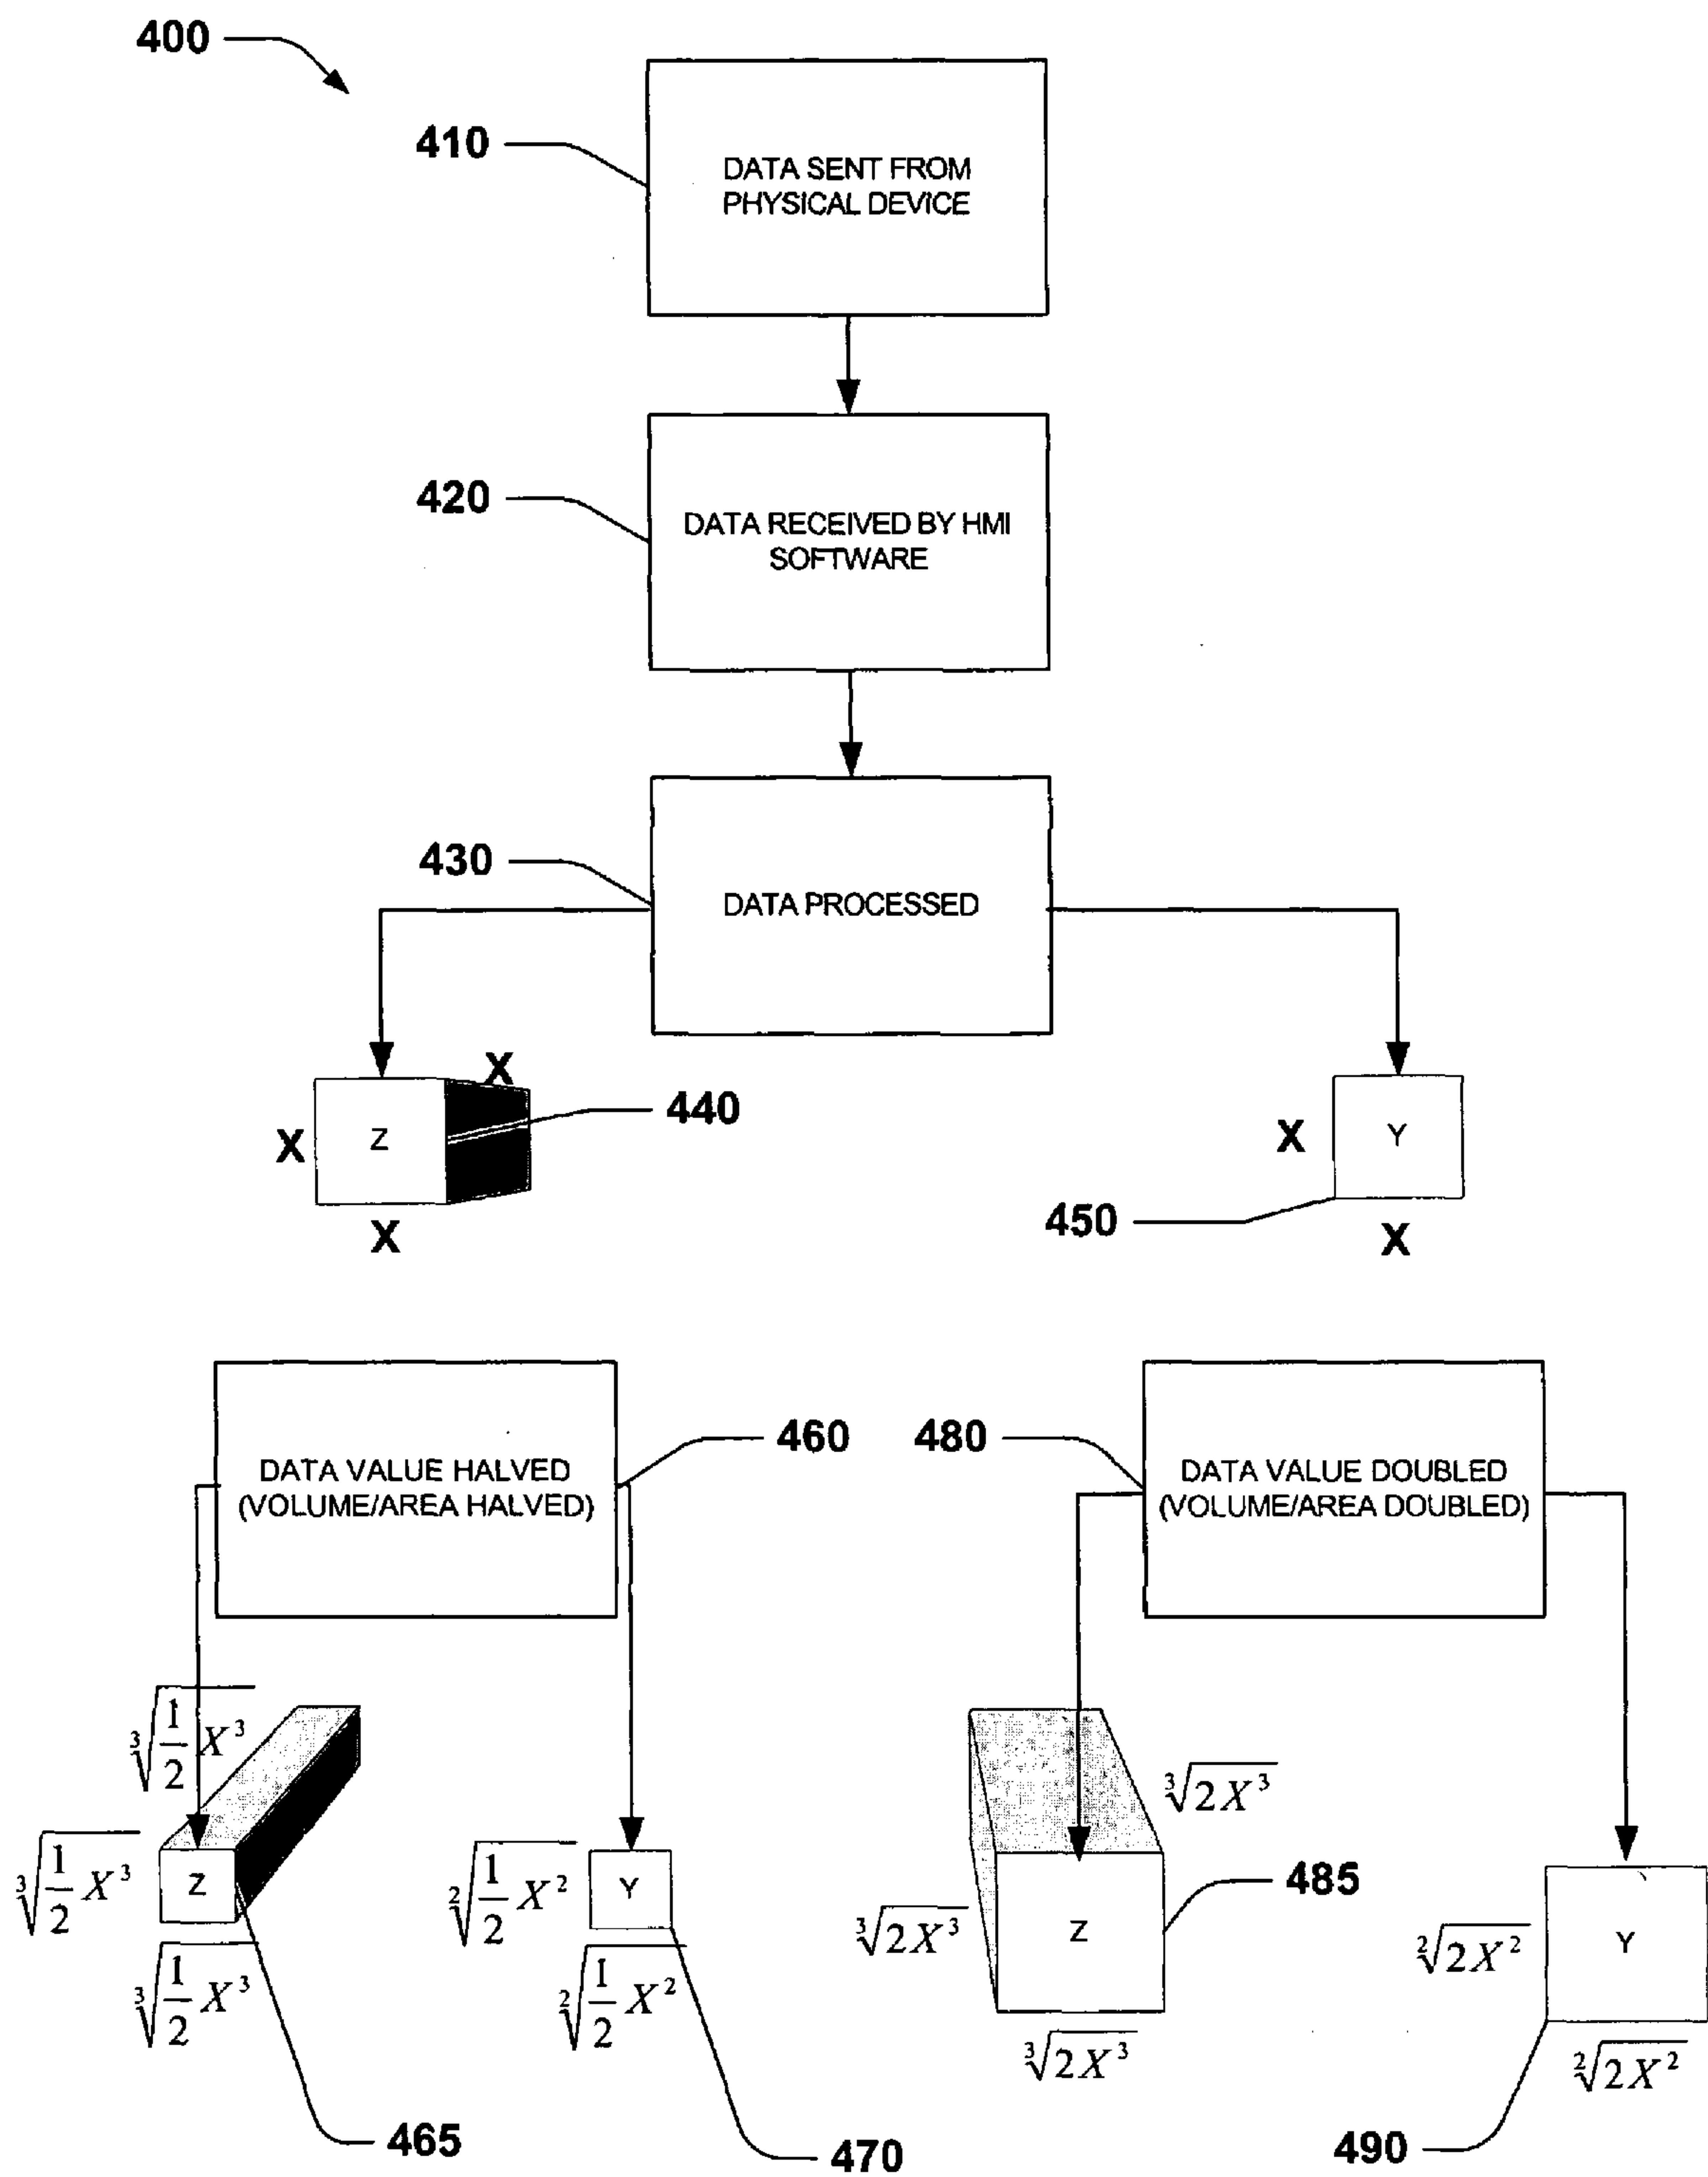 400
410
DATA SENT FROM
PHYSICAL DEVICE
420
DATA RECEIVED BY HMI
SOFTWARE
430
DATA PROCESSED
X
440
X
Z
X
Y
450
X
X
460
480
DATA VALUE HALVED
(VOLUME/AREA HALVED)
DATA VALUE DOUBLED
(VOLUME/AREA DOUBLED)
∛(1/2 X³)
∛(2X³)
∛(1/2 X³)
Z
²√(1/2 X²)
Y
485
∛(2X³)
Z
²√(2X²)
Y
∛(1/2 X³)
²√(1/2 X²)
∛(2X³)
²√(2X²)
465
470
490